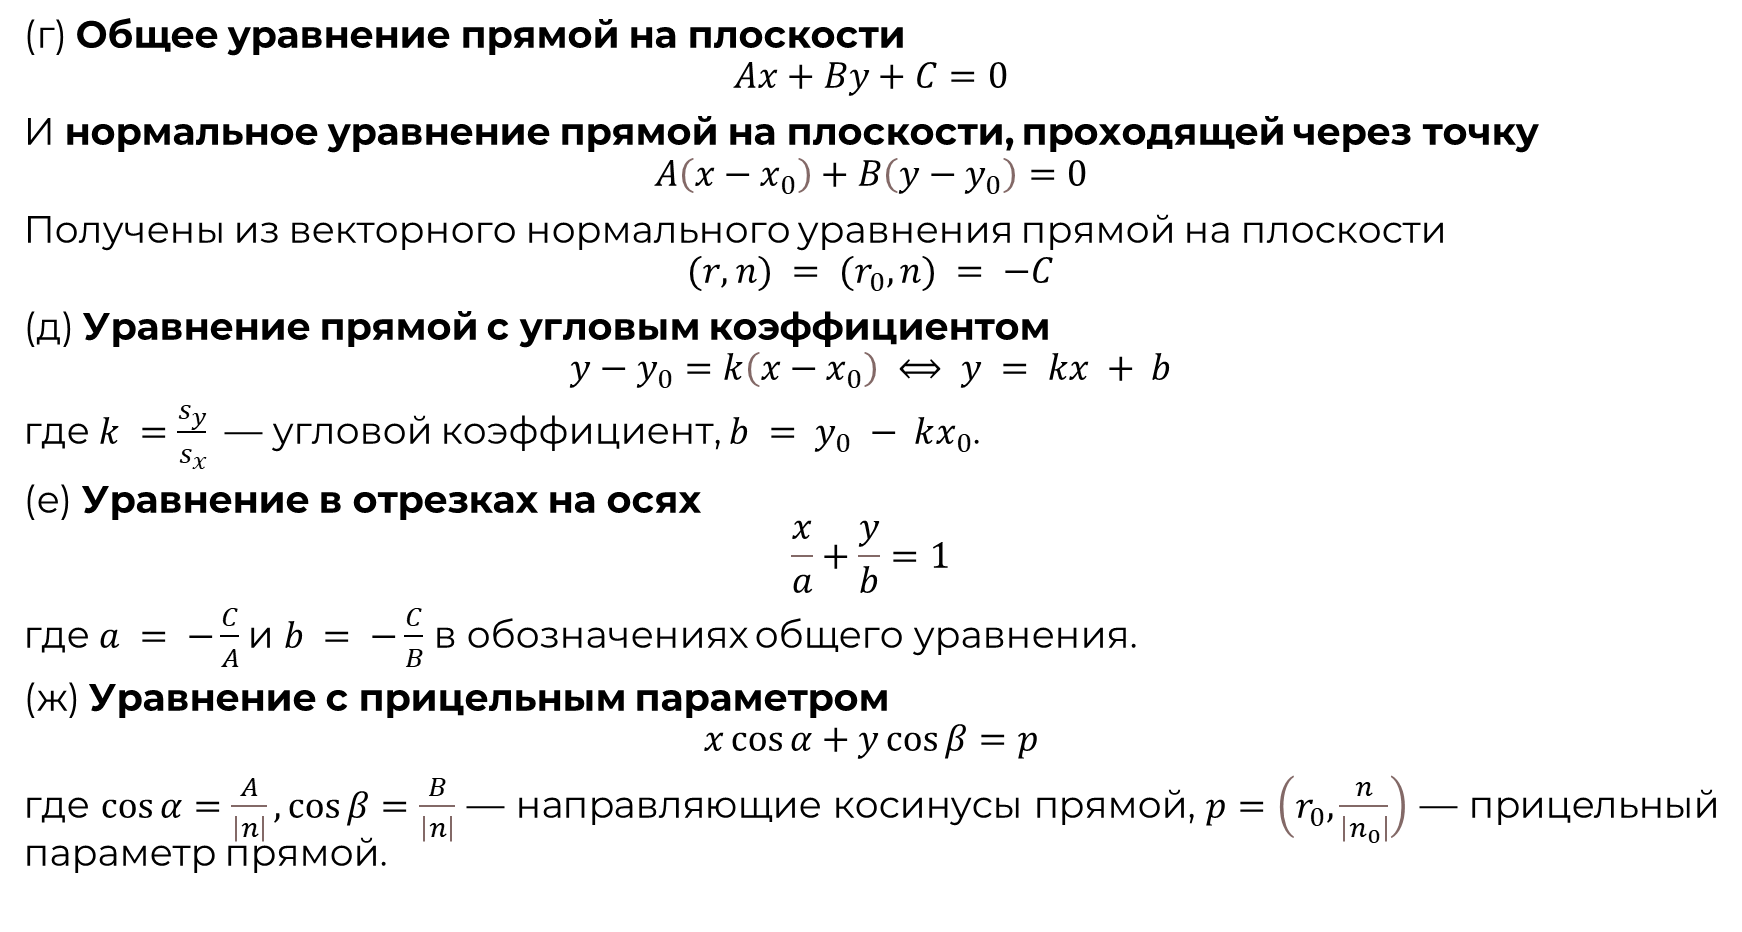 (г) Общее уравнение прямой на плоскости
Ax + By + C = 0
И нормальное уравнение прямой на плоскости, проходящей через точку
A(x − x₀) + B(y − y₀) = 0
Получены из векторного нормального уравнения прямой на плоскости
(r, n) = (r₀, n) = −C
(д) Уравнение прямой с угловым коэффициентом
y − y₀ = k(x − x₀) ⟺ y = kx + b
где k = s_y/s_x — угловой коэффициент, b = y₀ − kx₀.
(е) Уравнение в отрезках на осях
x/a + y/b = 1
где a = −C/A и b = −C/B в обозначениях общего уравнения.
(ж) Уравнение с прицельным параметром
x cos α + y cos β = p
где cos α = A/|n|, cos β = B/|n| — направляющие косинусы прямой, p = (r₀, n/|n₀|) — прицельный
параметр прямой.